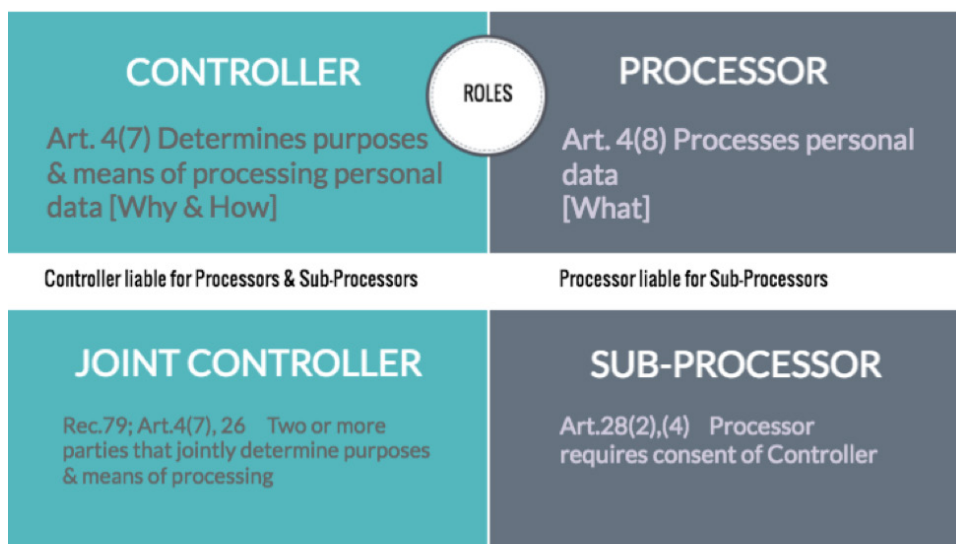 CONTROLLER
Art. 4(7) Determines purposes
& means of processing personal
data [Why & How]
ROLES
PROCESSOR
Art. 4(8) Processes personal
data
[What]
Controller liable for Processors & Sub-Processors
Processor liable for Sub-Processors
JOINT CONTROLLER
Rec.79; Art.4(7), 26 Two or more
parties that jointly determine purposes
& means of processing
SUB-PROCESSOR
Art.28(2),(4) Processor
requires consent of Controller